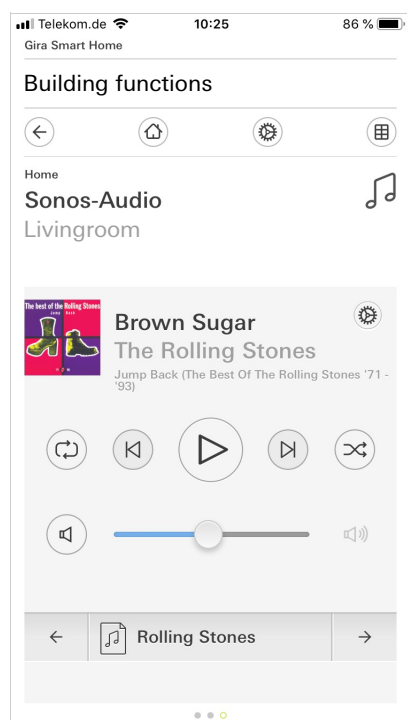 Telekom.de 10:25 86 %
Gira Smart Home
Building functions
Home
Sonos-Audio
Livingroom
The best of the Rolling Stones
Jump Back
Brown Sugar
The Rolling Stones
Jump Back (The Best Of The Rolling Stones '71 -
'93)
Rolling Stones